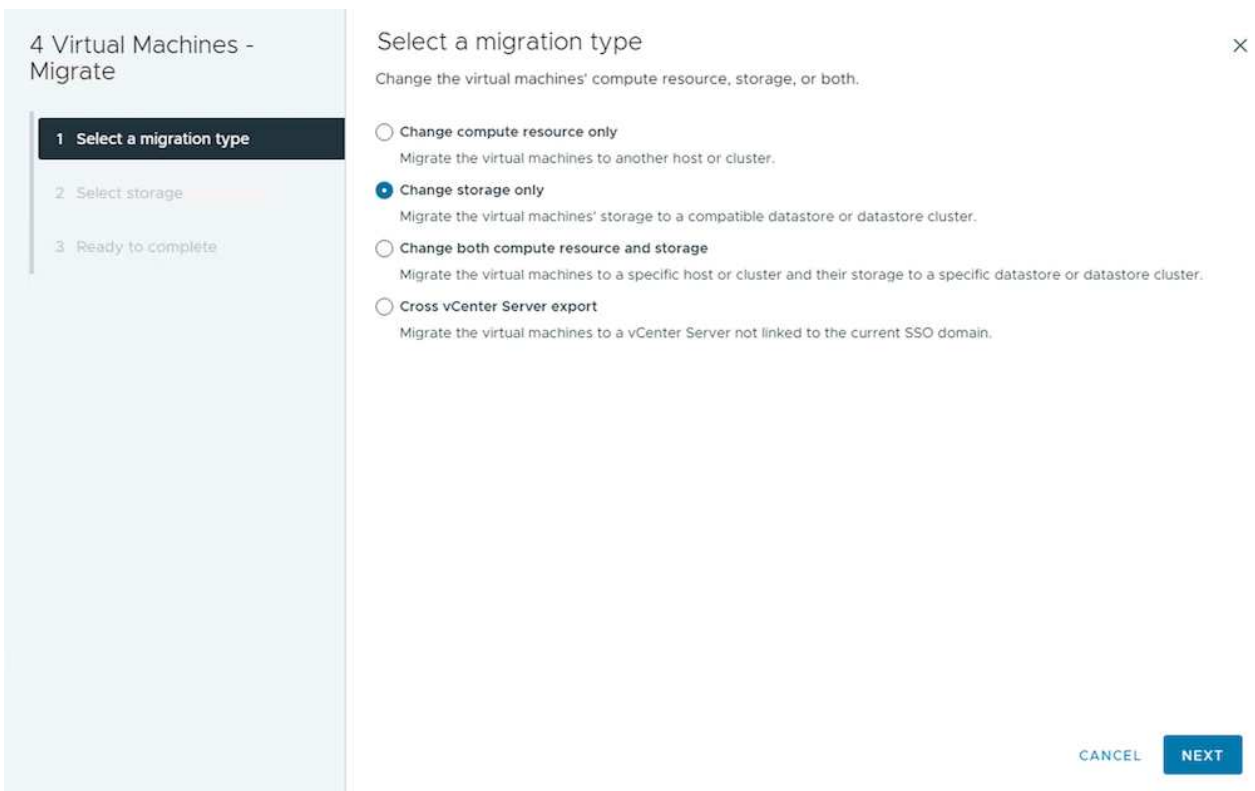 4 Virtual Machines -
Migrate
1 Select a migration type
2 Select storage
3 Ready to complete
Select a migration type
Change the virtual machines' compute resource, storage, or both.
Change compute resource only
Migrate the virtual machines to another host or cluster.
Change storage only
Migrate the virtual machines' storage to a compatible datastore or datastore cluster.
Change both compute resource and storage
Migrate the virtual machines to a specific host or cluster and their storage to a specific datastore or datastore cluster.
Cross vCenter Server export
Migrate the virtual machines to a vCenter Server not linked to the current SSO domain.
CANCEL NEXT